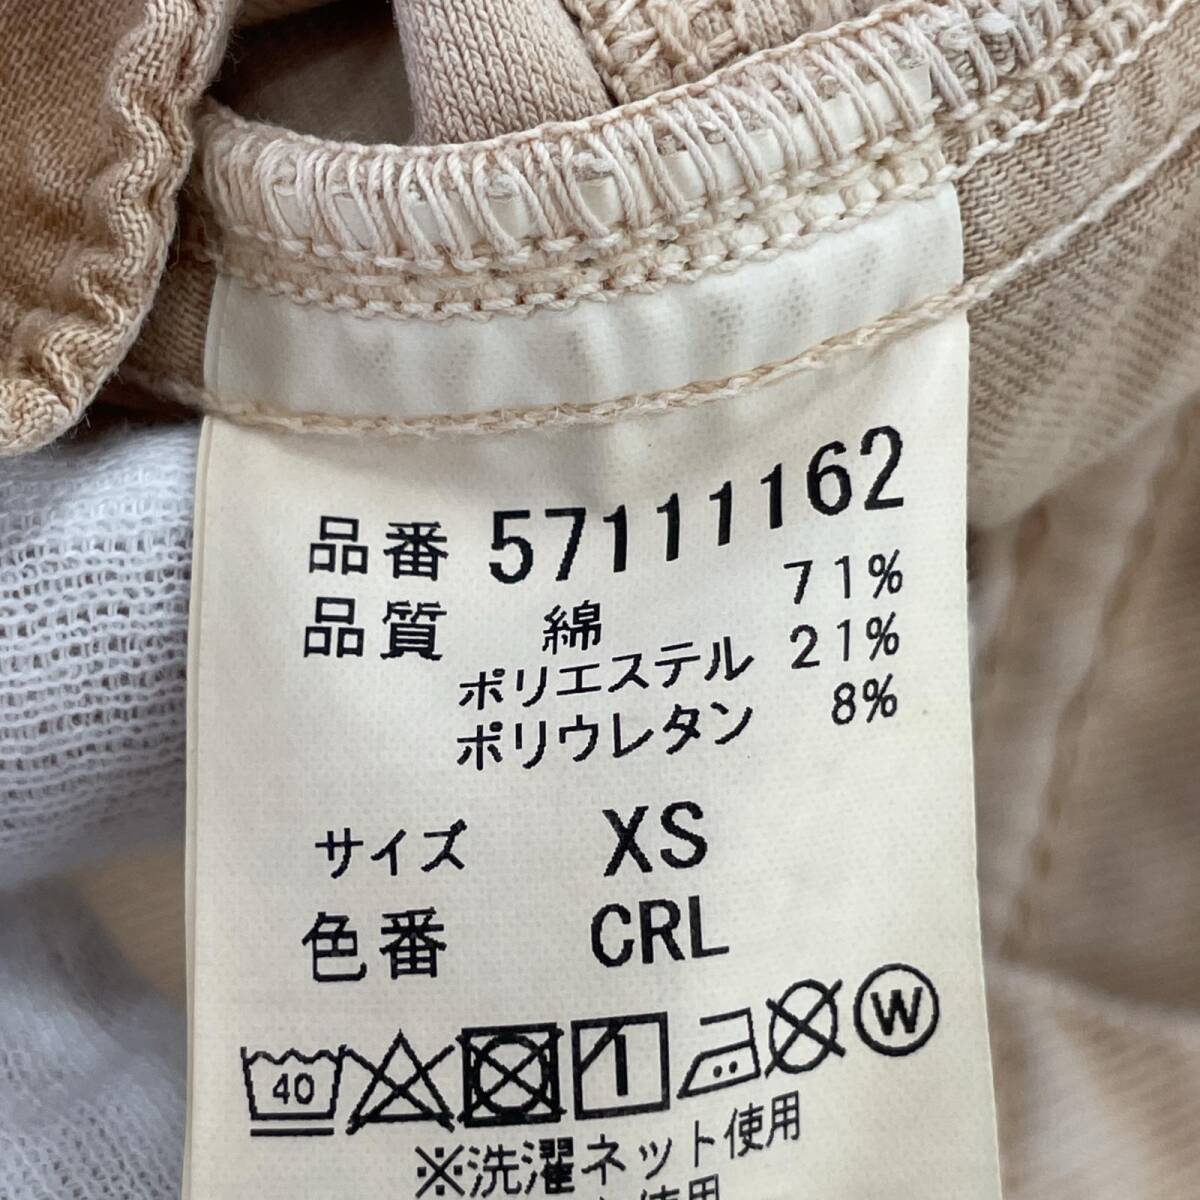 品番 57111162
品質 綿 71%
ポリエステル 21%
ポリウレタン 8%
サイズ XS
色番 CRL
40 W
※洗濯ネット使用